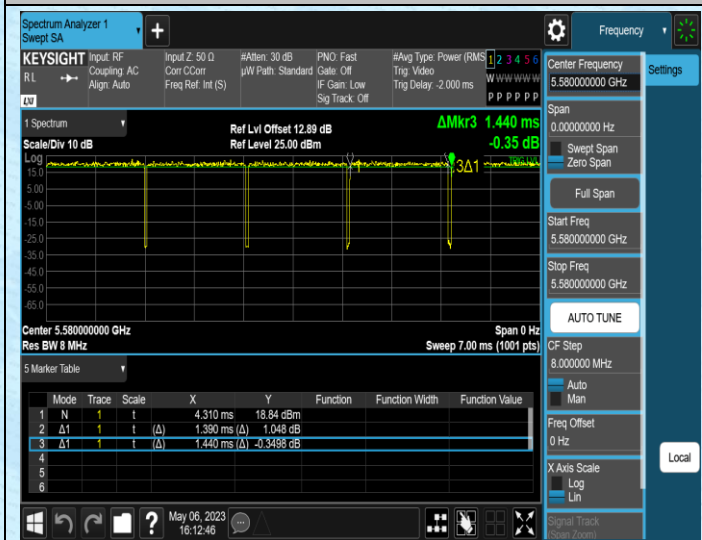 Spectrum Analyzer 1
Swept SA
Frequency
KEYSIGHT
RL
LXI
Input: RF
Coupling: AC
Align: Auto
Input Z: 50 Ω
Corr CCorr
Freq Ref: Int (S)
#Atten: 30 dB
µW Path: Standard
PNO: Fast
Gate: Off
IF Gain: Low
Sig Track: Off
#Avg Type: Power (RMS
Trig: Video
Trig Delay: -2.000 ms
1 2 3 4 5 6
W W W W W W
P P P P P P
Center Frequency
5.580000000 GHz
Settings
Span
0.00000000 Hz
Swept Span
Zero Span
Full Span
Start Freq
5.580000000 GHz
Stop Freq
5.580000000 GHz
AUTO TUNE
CF Step
8.000000 MHz
Auto
Man
Freq Offset
0 Hz
X Axis Scale
Log
Lin
Signal Track
(Span Zoom)
Local
1 Spectrum
Scale/Div 10 dB
Ref Lvl Offset 12.89 dB
Ref Level 25.00 dBm
ΔMkr3 1.440 ms
-0.35 dB
Log
15.0
5.00
-5.00
-15.0
-25.0
-35.0
-45.0
-55.0
-65.0
1
3Δ1
Center 5.580000000 GHz
Res BW 8 MHz
Span 0 Hz
Sweep 7.00 ms (1001 pts)
5 Marker Table
Mode Trace Scale X Y Function Function Width Function Value
1 N 1 t 4.310 ms 18.84 dBm
2 Δ1 1 t (Δ) 1.390 ms (Δ) 1.048 dB
3 Δ1 1 t (Δ) 1.440 ms (Δ) -0.3498 dB
4
5
6
?
May 06, 2023
16:12:46